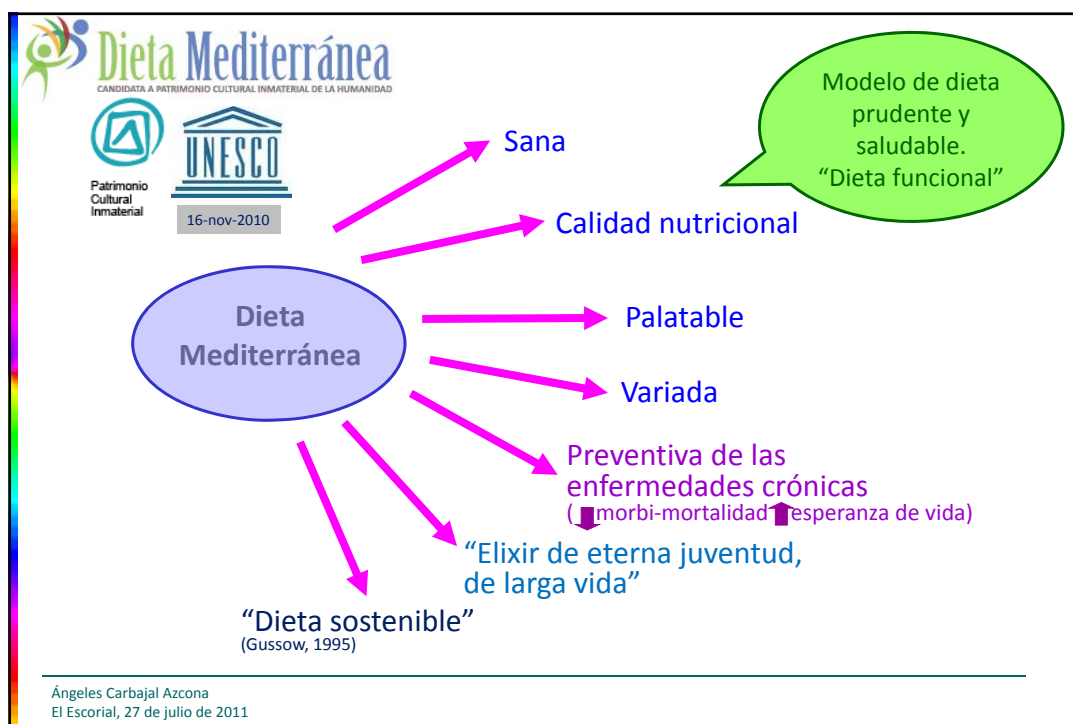 Dieta Mediterránea
CANDIDATA A PATRIMONIO CULTURAL INMATERIAL DE LA HUMANIDAD
Patrimonio
Cultural
Inmaterial
UNESCO
16-nov-2010
Modelo de dieta
prudente y
saludable.
“Dieta funcional”
Sana
Calidad nutricional
Dieta
Mediterránea
Palatable
Variada
Preventiva de las
enfermedades crónicas
( morbi-mortalidad esperanza de vida)
“Elixir de eterna juventud,
de larga vida”
“Dieta sostenible”
(Gussow, 1995)
Ángeles Carbajal Azcona
El Escorial, 27 de julio de 2011